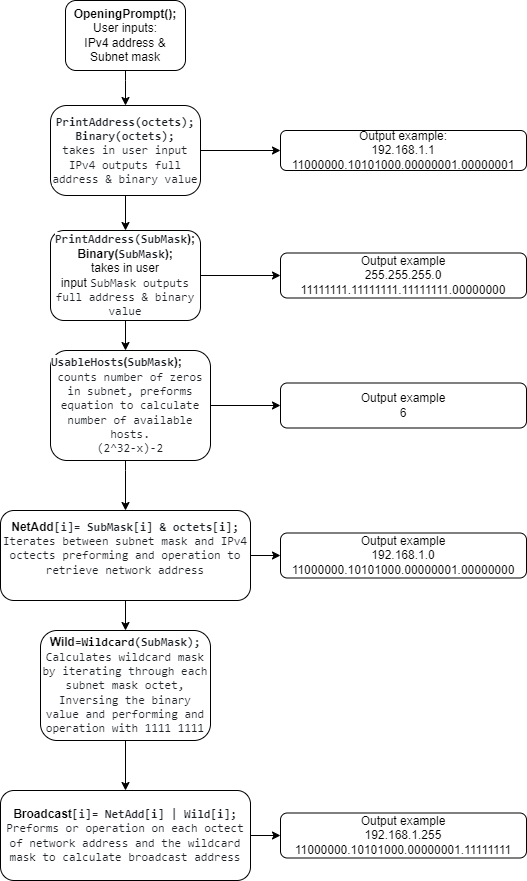 OpeningPrompt();
User inputs:
IPv4 address &
Subnet mask
PrintAddress(octets);
Binary(octets);
takes in user input
IPv4 outputs full
address & binary value
Output example:
192.168.1.1
11000000.10101000.00000001.00000001
PrintAddress(SubMask);
Binary(SubMask);
takes in user
input SubMask outputs
full address & binary
value
Output example
255.255.255.0
11111111.11111111.11111111.00000000
UsableHosts(SubMask);
counts number of zeros
in subnet, preforms
equation to calculate
number of available
hosts.
(2^32-x)-2
Output example
6
NetAdd[i]= SubMask[i] & octets[i];
Iterates between subnet mask and IPv4
octects preforming and operation to
retrieve network address
Output example
192.168.1.0
11000000.10101000.00000001.00000000
Wild=Wildcard(SubMask);
Calculates wildcard mask
by iterating through each
subnet mask octet,
Inversing the binary
value and performing and
operation with 1111 1111
Broadcast[i]= NetAdd[i] | Wild[i];
Preforms or operation on each octect
of network address and the wildcard
mask to calculate broadcast address
Output example
192.168.1.255
11000000.10101000.00000001.11111111